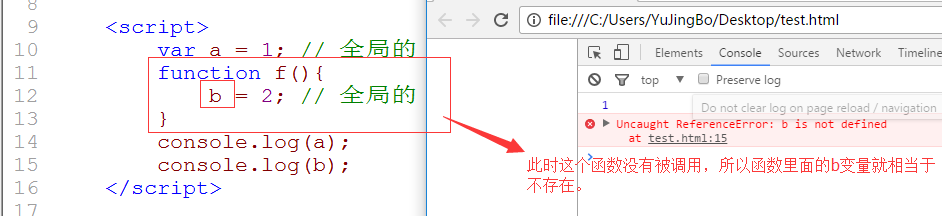 file:///C:/Users/YuJingBo/Desktop/test.html
Elements Console Sources Network Timeline
top Preserve log
Do not clear log on page reload / navigation
1
Uncaught ReferenceError: b is not defined
at test.html:15
8
9 <script>
10 var a = 1; // 全局的
11 function f(){
12 b = 2; // 全局的
13 }
14 console.log(a);
15 console.log(b);
16 </script>
17
此时这个函数没有被调用，所以函数里面的b变量就相当于
不存在。